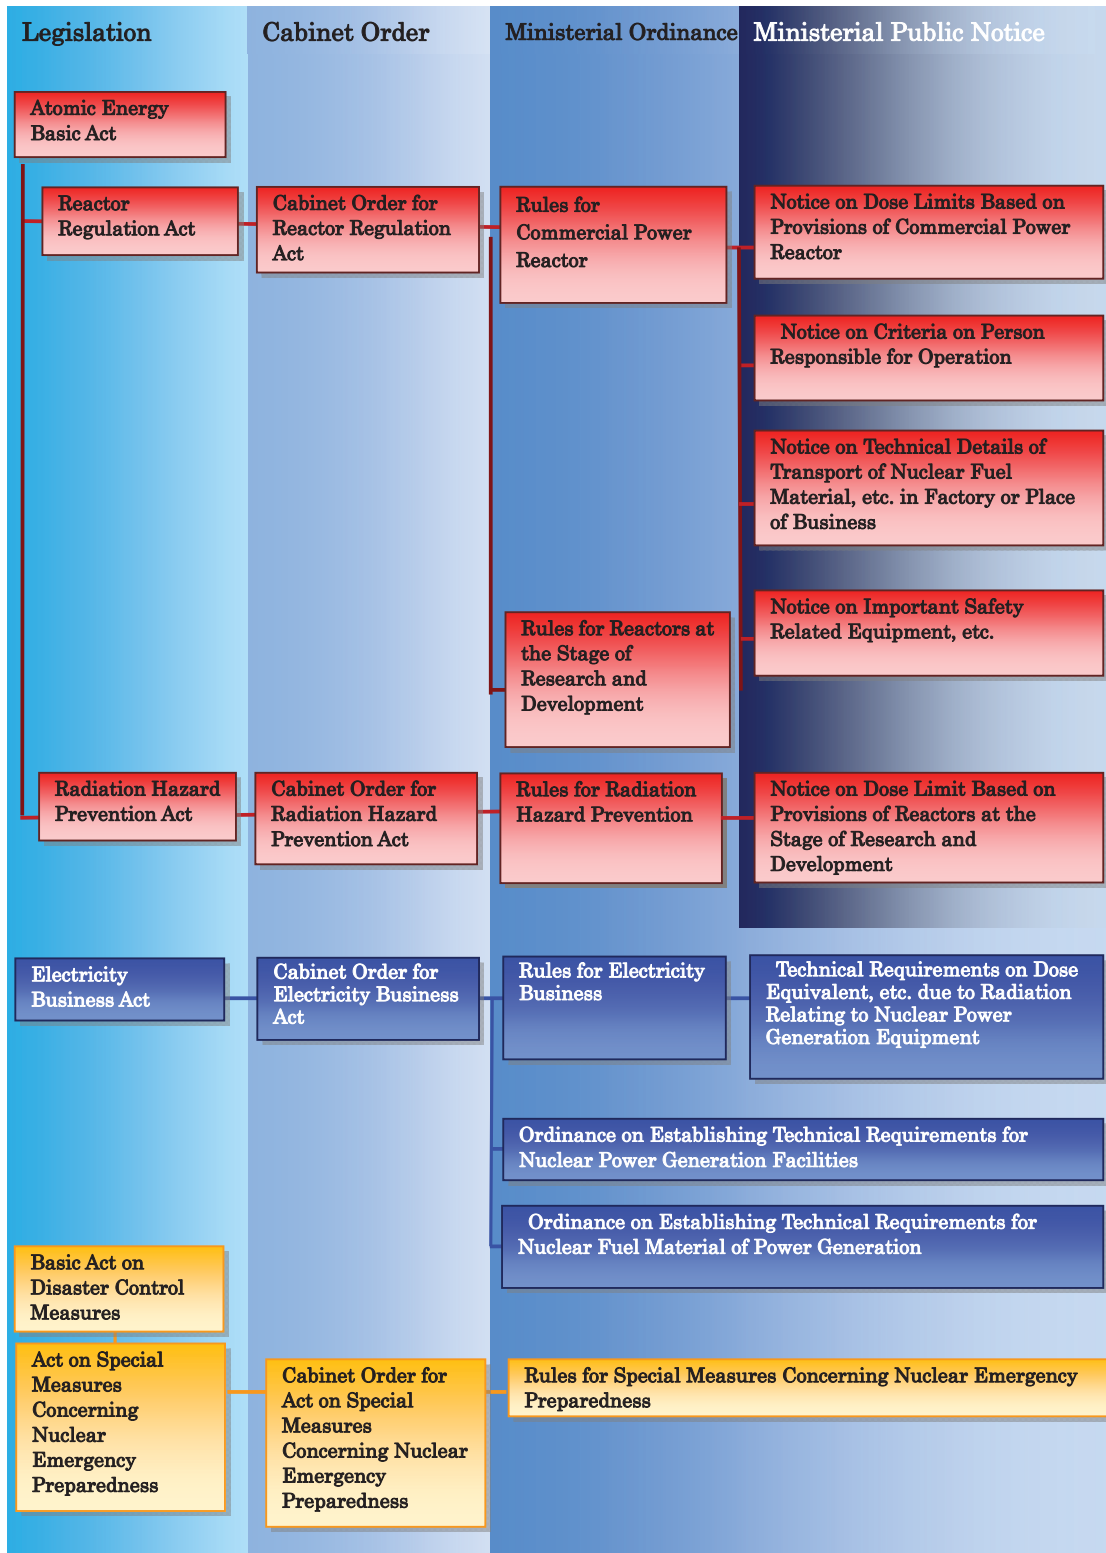 Legislation
Cabinet Order
Ministerial Ordinance
Ministerial Public Notice
Atomic Energy
Basic Act
Reactor
Regulation Act
Cabinet Order for
Reactor Regulation
Act
Rules for
Commercial Power
Reactor
Notice on Dose Limits Based on
Provisions of Commercial Power
Reactor
Notice on Criteria on Person
Responsible for Operation
Notice on Technical Details of
Transport of Nuclear Fuel
Material, etc. in Factory or Place
of Business
Rules for Reactors at
the Stage of
Research and
Development
Notice on Important Safety
Related Equipment, etc.
Radiation Hazard
Prevention Act
Cabinet Order for
Radiation Hazard
Prevention Act
Rules for Radiation
Hazard Prevention
Notice on Dose Limit Based on
Provisions of Reactors at the
Stage of Research and
Development
Electricity
Business Act
Cabinet Order for
Electricity Business
Act
Rules for Electricity
Business
Technical Requirements on Dose
Equivalent, etc. due to Radiation
Relating to Nuclear Power
Generation Equipment
Ordinance on Establishing Technical Requirements for
Nuclear Power Generation Facilities
Ordinance on Establishing Technical Requirements for
Nuclear Fuel Material of Power Generation
Basic Act on
Disaster Control
Measures
Act on Special
Measures
Concerning
Nuclear
Emergency
Preparedness
Cabinet Order for
Act on Special
Measures
Concerning Nuclear
Emergency
Preparedness
Rules for Special Measures Concerning Nuclear Emergency
Preparedness